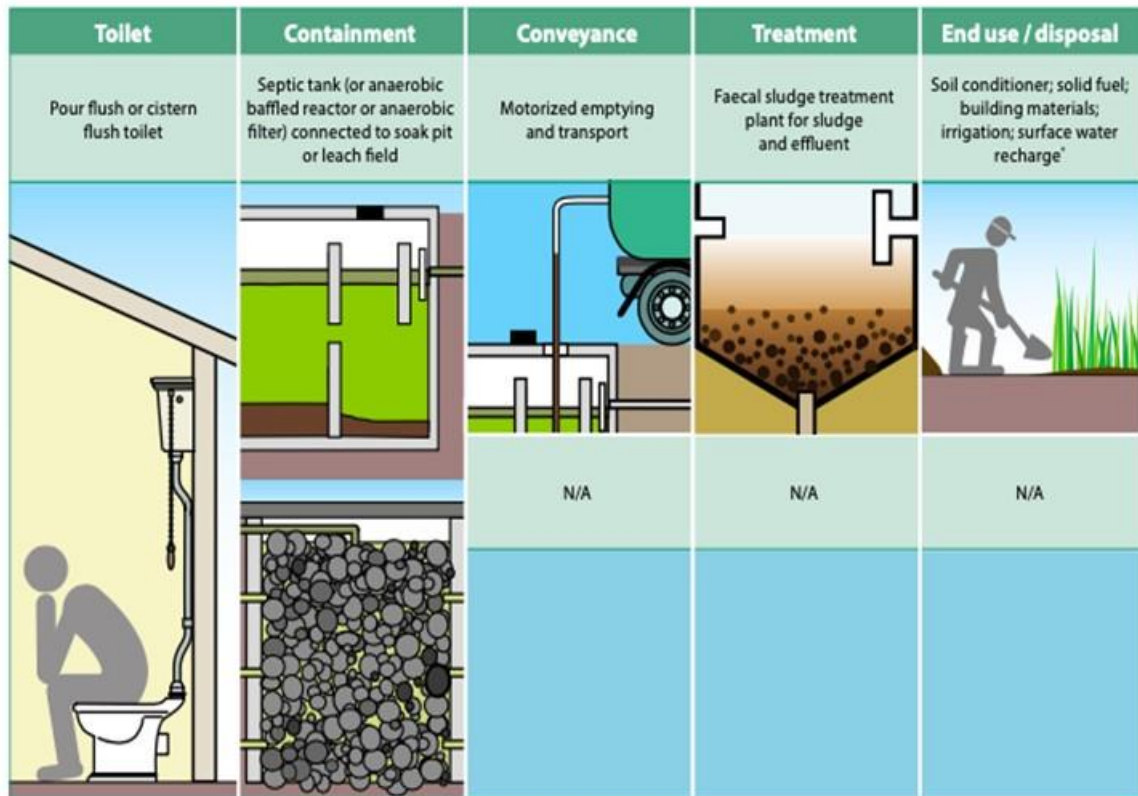 Toilet
Containment
Conveyance
Treatment
End use / disposal
Pour flush or cistern
flush toilet
Septic tank (or anaerobic
baffled reactor or anaerobic
filter) connected to soak pit
or leach field
Motorized emptying
and transport
Faecal sludge treatment
plant for sludge
and effluent
Soil conditioner; solid fuel;
building materials;
irrigation; surface water
recharge*
N/A
N/A
N/A